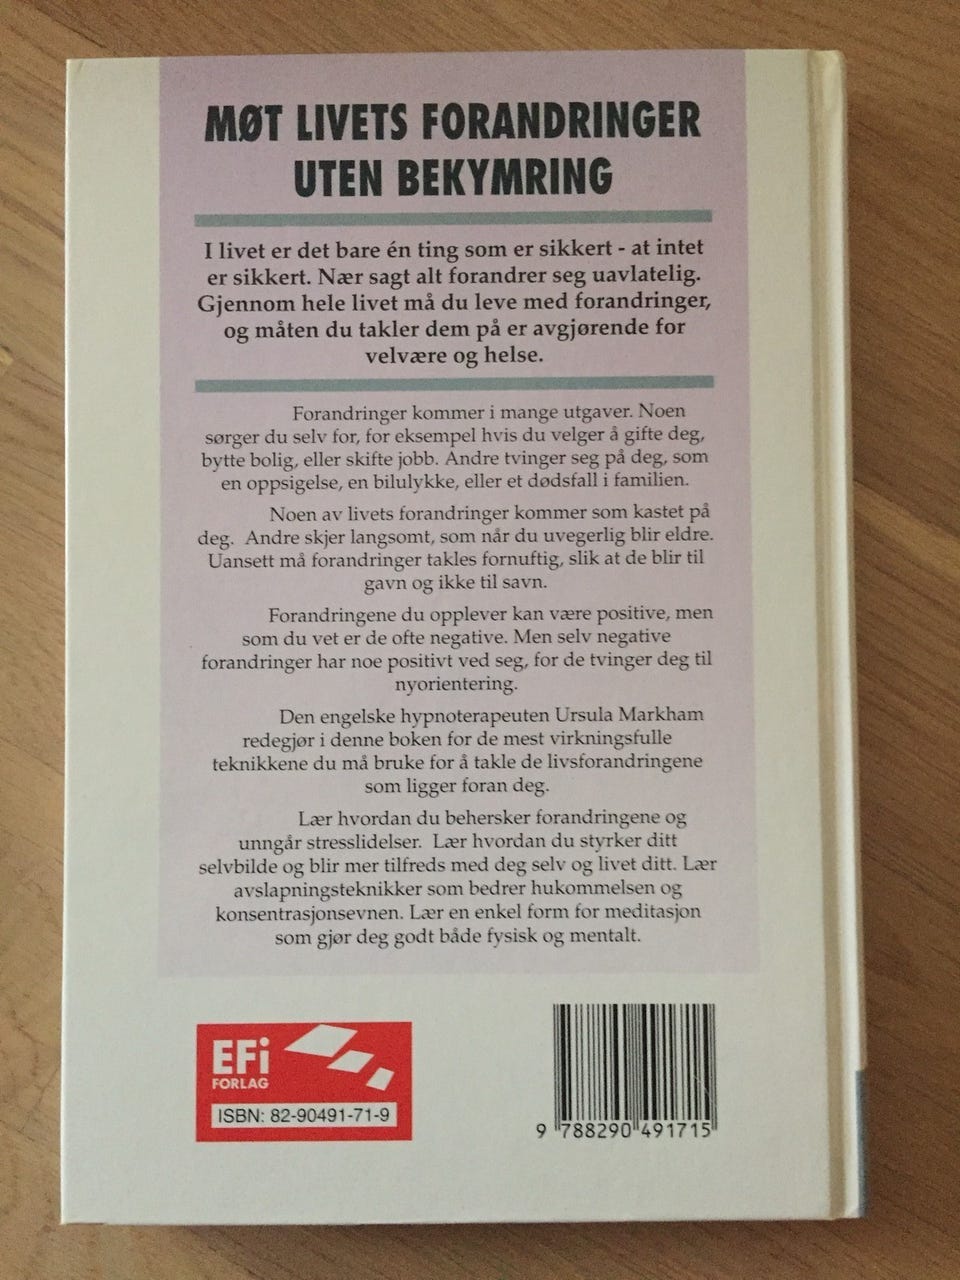 MØT LIVETS FORANDRINGER
UTEN BEKYMRING
I livet er det bare én ting som er sikkert - at intet
er sikkert. Nær sagt alt forandrer seg uavlatelig.
Gjennom hele livet må du leve med forandringer,
og måten du takler dem på er avgjørende for
velvære og helse.
Forandringer kommer i mange utgaver. Noen
sørger du selv for, for eksempel hvis du velger å gifte deg,
bytte bolig, eller skifte jobb. Andre tvinger seg på deg, som
en oppsigelse, en bilulykke, eller et dødsfall i familien.
Noen av livets forandringer kommer som kastet på
deg. Andre skjer langsomt, som når du uvegerlig blir eldre.
Uansett må forandringer takles fornuftig, slik at de blir til
gavn og ikke til savn.
Forandringene du opplever kan være positive, men
som du vet er de ofte negative. Men selv negative
forandringer har noe positivt ved seg, for de tvinger deg til
nyorientering.
Den engelske hypnoterapeuten Ursula Markham
redegjør i denne boken for de mest virkningsfulle
teknikkene du må bruke for å takle de livsforandringene
som ligger foran deg.
Lær hvordan du behersker forandringene og
unngår stresslidelser. Lær hvordan du styrker ditt
selvbilde og blir mer tilfreds med deg selv og livet ditt. Lær
avslapningsteknikker som bedrer hukommelsen og
konsentrasjonsevnen. Lær en enkel form for meditasjon
som gjør deg godt både fysisk og mentalt.
EFi
FORLAG
ISBN: 82-90491-71-9
9 788290 491715